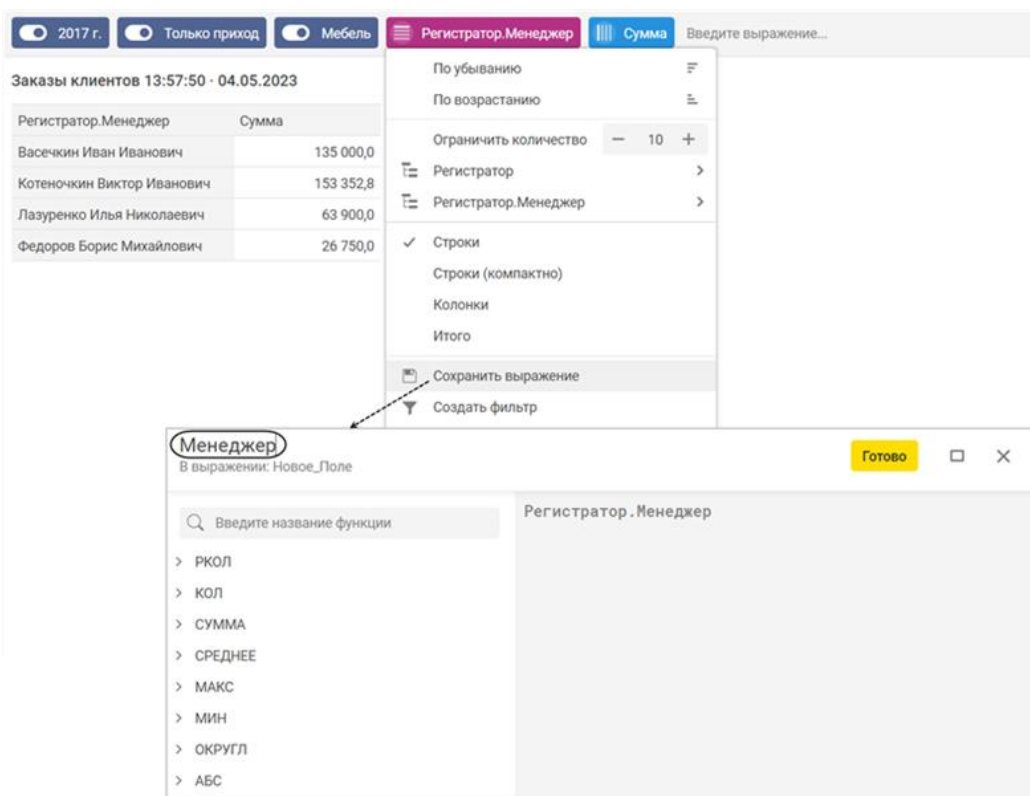 2017 г. Только приход Мебель Регистратор.Менеджер Сумма Введите выражение...
Заказы клиентов 13:57:50 · 04.05.2023
Регистратор.Менеджер Сумма
Васечкин Иван Иванович 135 000,0
Котеночкин Виктор Иванович 153 352,8
Лазуренко Илья Николаевич 63 900,0
Федоров Борис Михайлович 26 750,0
По убыванию
По возрастанию
Ограничить количество — 10 +
Регистратор
Регистратор.Менеджер
Строки
Строки (компактно)
Колонки
Итого
Сохранить выражение
Создать фильтр
Менеджер
В выражении: Новое_Поле
Готово
Введите название функции
Регистратор.Менеджер
РКОЛ
КОЛ
СУММА
СРЕДНЕЕ
МАКС
МИН
ОКРУГЛ
АБС